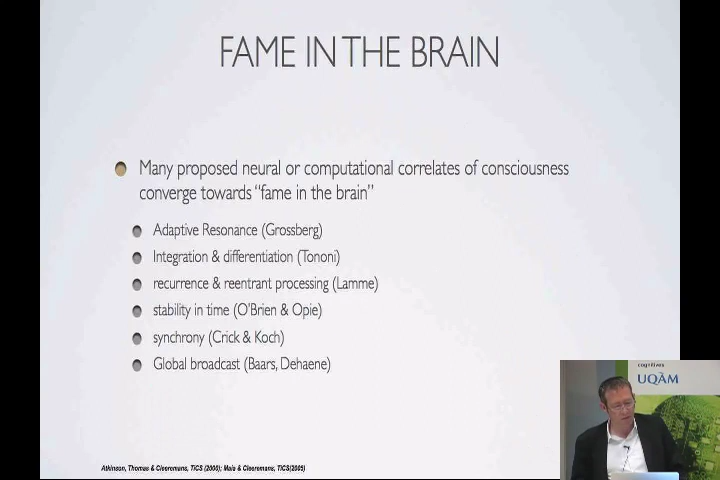 FAME IN THE BRAIN
Many proposed neural or computational correlates of consciousness
converge towards "fame in the brain"
Adaptive Resonance (Grossberg)
Integration & differentiation (Tononi)
recurrence & reentrant processing (Lamme)
stability in time (O'Brien & Opie)
synchrony (Crick & Koch)
Global broadcast (Baars, Dehaene)
Atkinson, Thomas & Cleeremans, TiCS (2000); Maia & Cleeremans, TiCS(2005)
cognitives
UQÀM